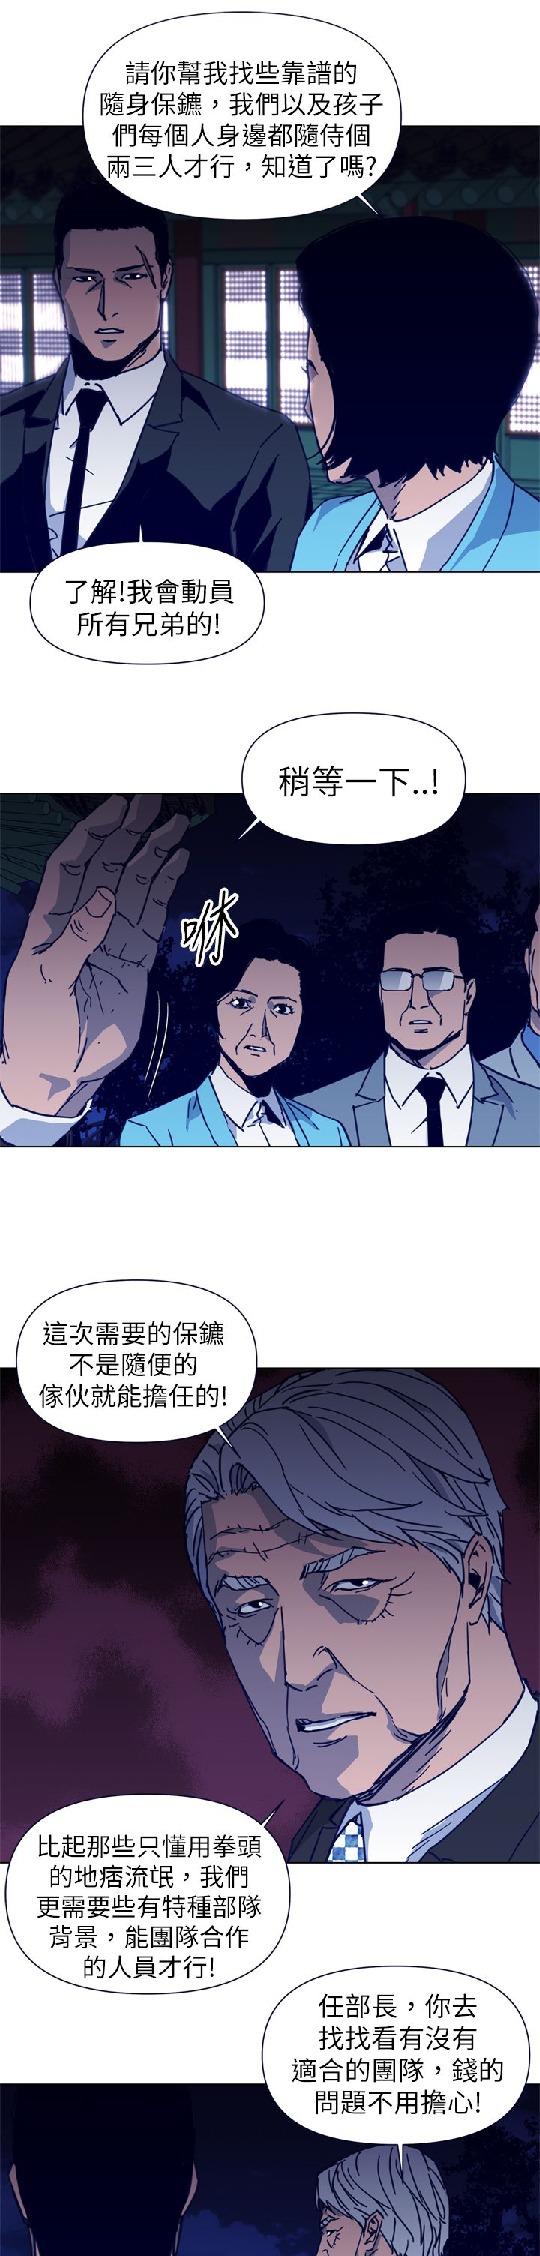 請你幫我找些靠譜的
隨身保鑣，我們以及孩子
們每個人身邊都隨侍個
兩三人才行，知道了嗎?
了解!我會動員
所有兄弟的!
稍等一下..!
咻
這次需要的保鑣
不是隨便的
傢伙就能擔任的!
比起那些只懂用拳頭
的地痞流氓，我們
更需要些有特種部隊
背景，能團隊合作
的人員才行!
任部長，你去
找找看有沒有
適合的團隊，錢的
問題不用擔心!